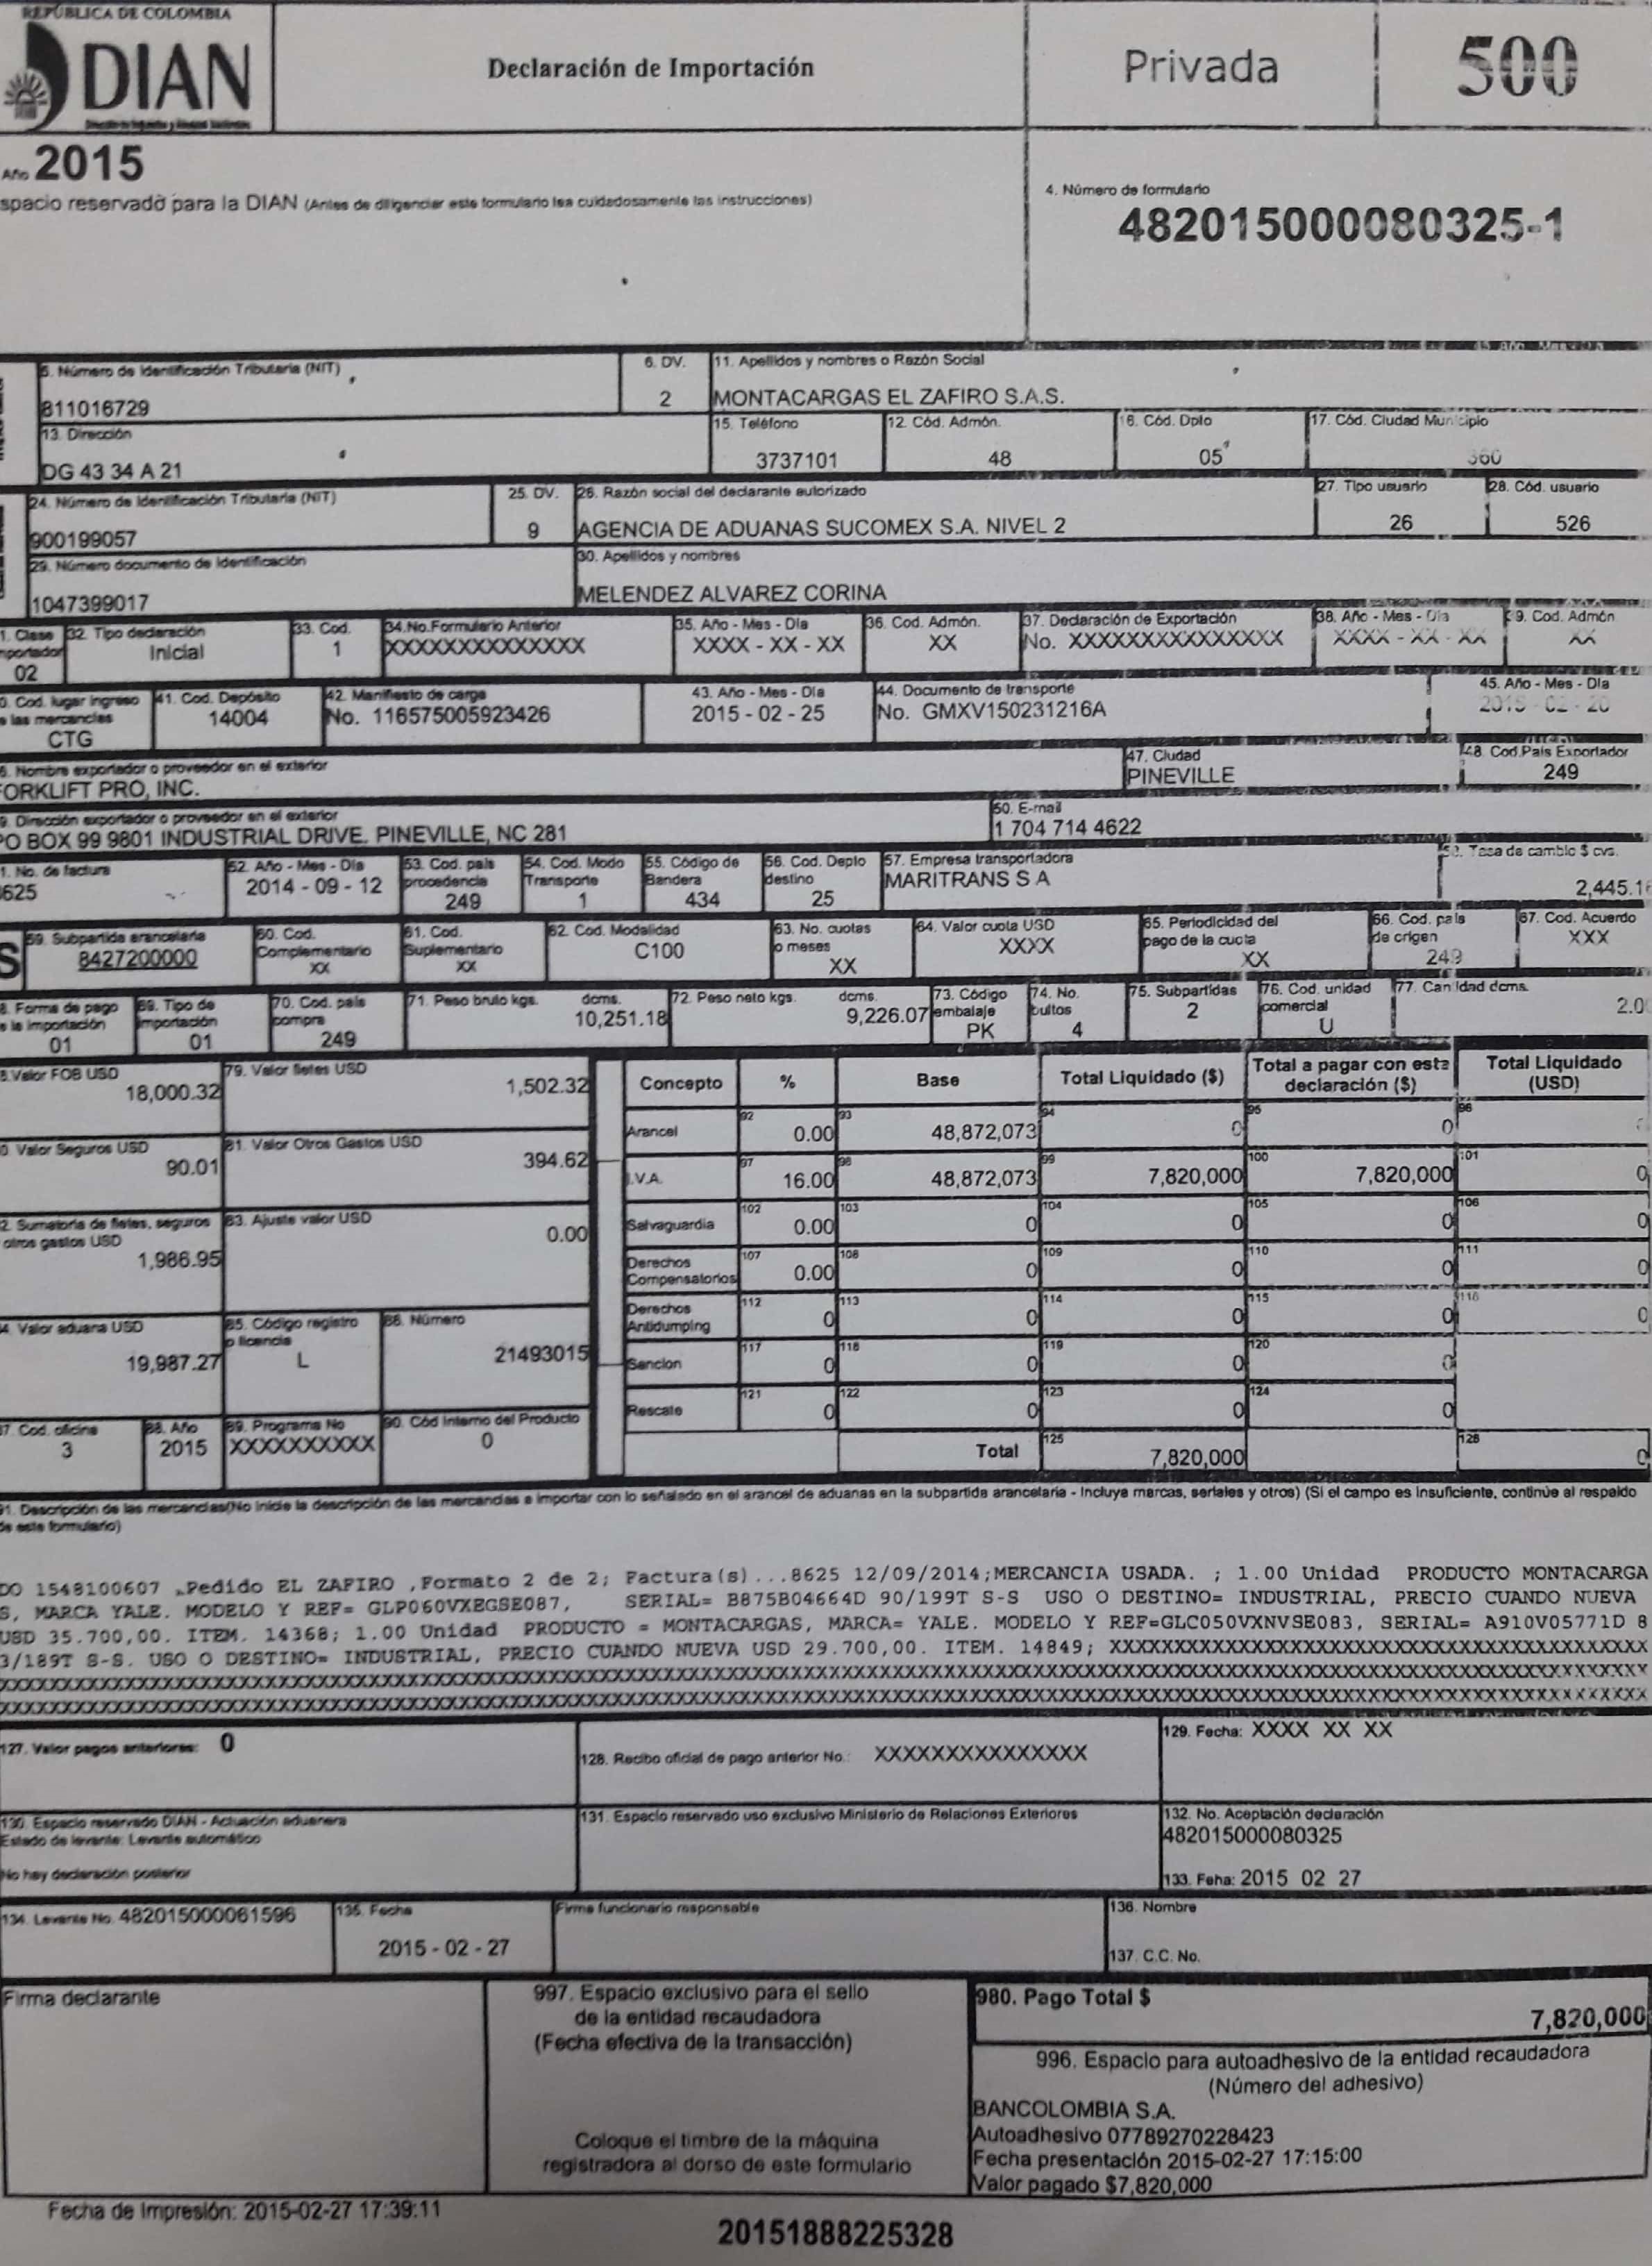 REPÚBLICA DE COLOMBIA
DIAN
Declaración de Importación
Privada
500
Año 2015
spacio reservado para la DIAN (Antes de diligenciar este formulario lea cuidadosamente las instrucciones)
4. Número de formulario
482015000080325-1
5. Número de Identificación Tributaria (NIT)
6. DV.
11. Apellidos y nombres o Razón Social
811016729
2
MONTACARGAS EL ZAFIRO S.A.S.
13. Dirección
15. Teléfono
12. Cód. Admón.
16. Cód. Dpto
17. Cód. Ciudad Municipio
DG 43 34 A 21
3737101
48
05
360
24. Número de Identificación Tributaria (NIT)
25. DV.
26. Razón social del declarante autorizado
27. Tipo usuario
28. Cód. usuario
900199057
9
AGENCIA DE ADUANAS SUCOMEX S.A. NIVEL 2
26
526
29. Número documento de Identificación
30. Apellidos y nombres
1047399017
MELENDEZ ALVAREZ CORINA
1. Clase
mportador
02
32. Tipo declaración
Inicial
33. Cod.
1
34.No.Formulario Anterior
XXXXXXXXXXXXXX
35. Año - Mes - Día
XXXX - XX - XX
36. Cod. Admón.
XX
37. Declaración de Exportación
No. XXXXXXXXXXXXXXX
38. Año - Mes - Día
XXXX - XX - XX
39. Cod. Admón
XX
0. Cod. lugar ingreso
e las mercancías
CTG
41. Cod. Depósito
14004
42. Manifiesto de carga
No. 116575005923426
43. Año - Mes - Día
2015 - 02 - 25
44. Documento de transporte
No. GMXV150231216A
45. Año - Mes - Día
2015 - 02 - 20
6. Nombre exportador o proveedor en el exterior
ORKLIFT PRO, INC.
47. Ciudad
PINEVILLE
48. Cod.País Exportador
249
9. Dirección exportador o proveedor en el exterior
PO BOX 99 9801 INDUSTRIAL DRIVE. PINEVILLE, NC 281
50. E-mail
1 704 714 4622
1. No. de factura
8625
52. Año - Mes - Día
2014 - 09 - 12
53. Cod. país
procedencia
249
54. Cod. Modo
Transporte
1
55. Código de
Bandera
434
56. Cod. Depto
destino
25
57. Empresa transportadora
MARITRANS S A
58. Tasa de cambio $ cvs.
2,445.16
S
59. Subpartida arancelaria
8427200000
60. Cod.
Complementario
XX
61. Cod.
Suplementario
XX
62. Cod. Modalidad
C100
63. No. cuotas
o meses
XX
64. Valor cuota USD
XXXX
65. Periodicidad del
pago de la cuota
XX
66. Cod. país
de origen
249
67. Cod. Acuerdo
XXX
8. Forma de pago
e la importación
01
69. Tipo de
importación
01
70. Cod. país
compra
249
71. Peso bruto kgs. dcms.
10,251.18
72. Peso neto kgs. dcms.
9,226.07
73. Código
embalaje
PK
74. No.
bultos
4
75. Subpartidas
2
76. Cod. unidad
comercial
U
77. Cantidad dcms.
2.00
8.Valor FOB USD
18,000.32
79. Valor fletes USD
1,502.32
0. Valor Seguros USD
90.01
81. Valor Otros Gastos USD
394.62
2. Sumatoria de fletes, seguros
otros gastos USD
1,986.95
83. Ajuste valor USD
0.00
4. Valor aduana USD
19,987.27
85. Código registro
o licencia
L
86. Número
21493015
7. Cod. oficina
3
88. Año
2015
89. Programa No
XXXXXXXXXX
90. Cód Interno del Producto
0
Concepto % Base Total Liquidado ($) Total a pagar con esta declaración ($) Total Liquidado (USD)
Arancel 92 0.00 93 48,872,073 94 0 95 0 96
I.V.A. 97 16.00 98 48,872,073 99 7,820,000 100 7,820,000 101 0
Salvaguardia 102 0.00 103 0 104 0 105 0 106 0
Derechos Compensatorios 107 0.00 108 0 109 0 110 0 111 0
Derechos Antidumping 112 0 113 0 114 0 115 0 116 0
Sancion 117 0 118 0 119 0 120 0
Rescate 121 0 122 0 123 0 124 0
Total 125 7,820,000 126 0
91. Descripción de las mercancías(No inicie la descripción de las mercancías a importar con lo señalado en el arancel de aduanas en la subpartida arancelaria - Incluya marcas, seriales y otros) (Si el campo es Insuficiente, continúe al respaldo
de este formulario)
DO 1548100607 ,Pedido EL ZAFIRO ,Formato 2 de 2; Factura(s)...8625 12/09/2014;MERCANCIA USADA. ; 1.00 Unidad PRODUCTO MONTACARGA
S, MARCA YALE. MODELO Y REF= GLP060VXEGSE087, SERIAL= B875B04664D 90/199T S-S USO O DESTINO= INDUSTRIAL, PRECIO CUANDO NUEVA
USD 35.700,00. ITEM. 14368; 1.00 Unidad PRODUCTO = MONTACARGAS, MARCA= YALE. MODELO Y REF=GLC050VXNVSE083, SERIAL= A910V05771D 8
3/189T S-S. USO O DESTINO= INDUSTRIAL, PRECIO CUANDO NUEVA USD 29.700,00. ITEM. 14849; XXXXXXXXXXXXXXXXXXXXXXXXXXXXXXXXXXXXXXXXXX
127. Valor pagos anteriores: 0
128. Recibo oficial de pago anterior No.: XXXXXXXXXXXXXXX
129. Fecha: XXXX XX XX
130. Espacio reservado DIAN - Actuación aduanera
Estado de levante: Levante automático
No hay declaración posterior
131. Espacio reservado uso exclusivo Ministerio de Relaciones Exteriores
132. No. Aceptación declaración
482015000080325
133. Feha: 2015 02 27
134. Levante No. 482015000061596
135. Fecha
2015 - 02 - 27
Firma funcionario responsable
136. Nombre
137. C.C. No.
Firma declarante
997. Espacio exclusivo para el sello
de la entidad recaudadora
(Fecha efectiva de la transacción)
Coloque el timbre de la máquina
registradora al dorso de este formulario
980. Pago Total $
7,820,000
996. Espacio para autoadhesivo de la entidad recaudadora
(Número del adhesivo)
BANCOLOMBIA S.A.
Autoadhesivo 07789270228423
Fecha presentación 2015-02-27 17:15:00
Valor pagado $7,820,000
Fecha de Impresión: 2015-02-27 17:39:11
20151888225328